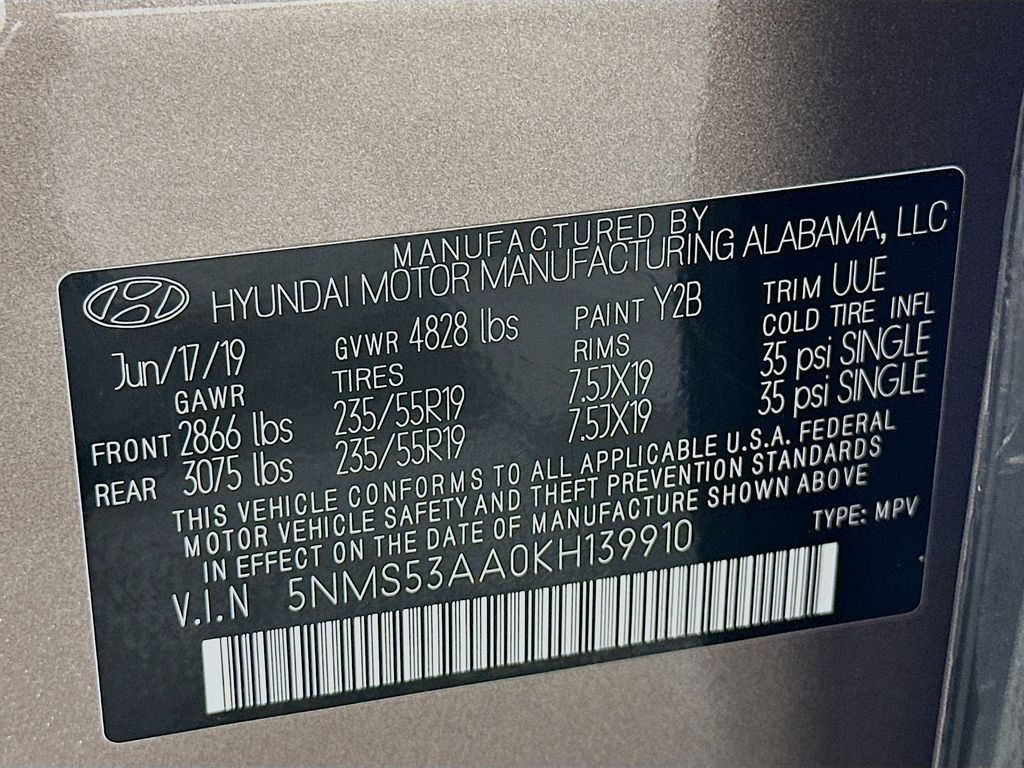 MANUFACTURED BY
HYUNDAI MOTOR MANUFACTURING ALABAMA, LLC
Jun/17/19 GVWR 4828 lbs PAINT Y2B TRIM UUE
GAWR TIRES RIMS COLD TIRE INFL
FRONT 2866 lbs 235/55R19 7.5JX19 35 psi SINGLE
REAR 3075 lbs 235/55R19 7.5JX19 35 psi SINGLE
THIS VEHICLE CONFORMS TO ALL APPLICABLE U.S.A. FEDERAL
MOTOR VEHICLE SAFETY AND THEFT PREVENTION STANDARDS
IN EFFECT ON THE DATE OF MANUFACTURE SHOWN ABOVE
V.I.N 5NMS53AA0KH139910 TYPE: MPV